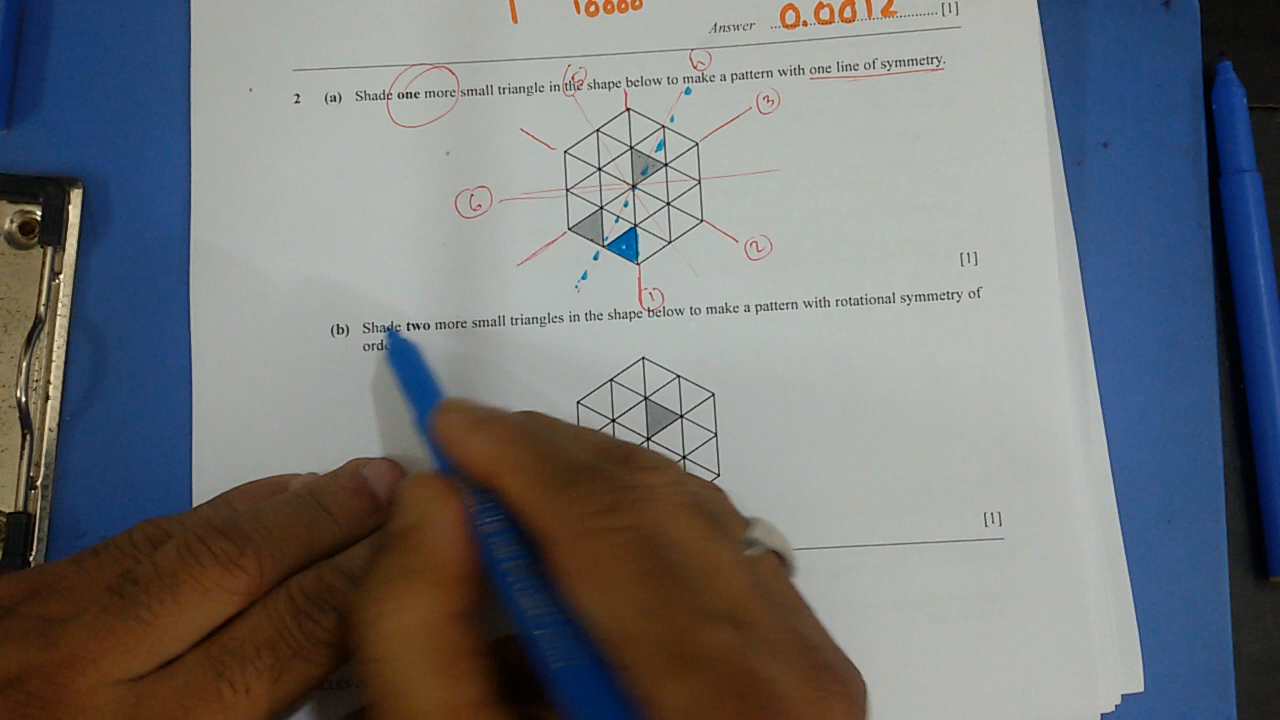 10000
Answer 0.0012 [1]
2 (a) Shade one more small triangle in the shape below to make a pattern with one line of symmetry.
3
6
2
1
[1]
(b) Shade two more small triangles in the shape below to make a pattern with rotational symmetry of
[1]